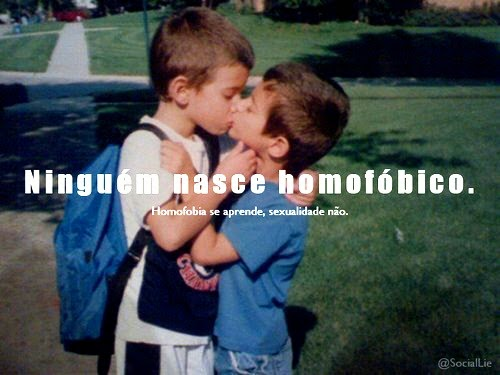 Ninguém nasce homofóbico.
Homofobia se aprende, sexualidade não.
@SocialLie